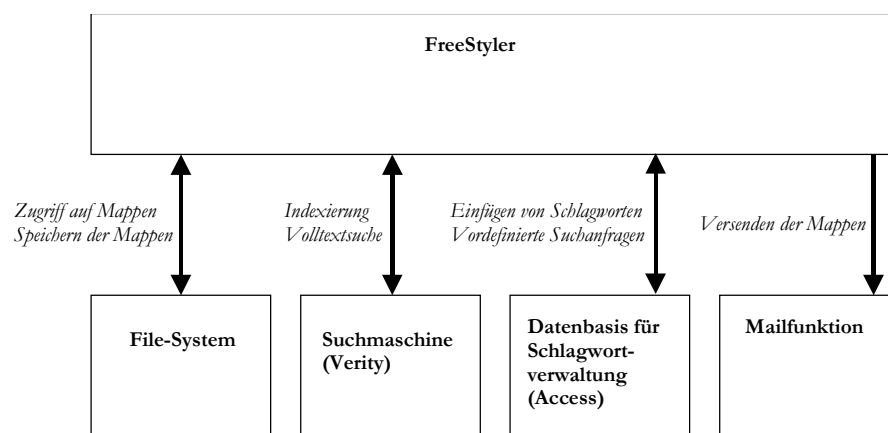 FreeStyler
Zugriff auf Mappen
Speichern der Mappen
Indexierung
Volltextsuche
Einfügen von Schlagworten
Vordefinierte Suchanfragen
Versenden der Mappen
File-System
Suchmaschine
(Verity)
Datenbasis für
Schlagwort-
verwaltung
(Access)
Mailfunktion